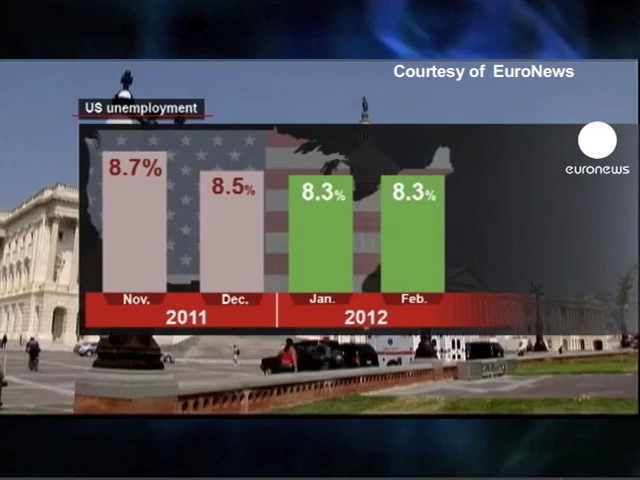 Courtesy of EuroNews
US unemployment
euronews
8.7%
8.5%
8.3%
8.3%
Nov.
Dec.
Jan.
Feb.
2011
2012